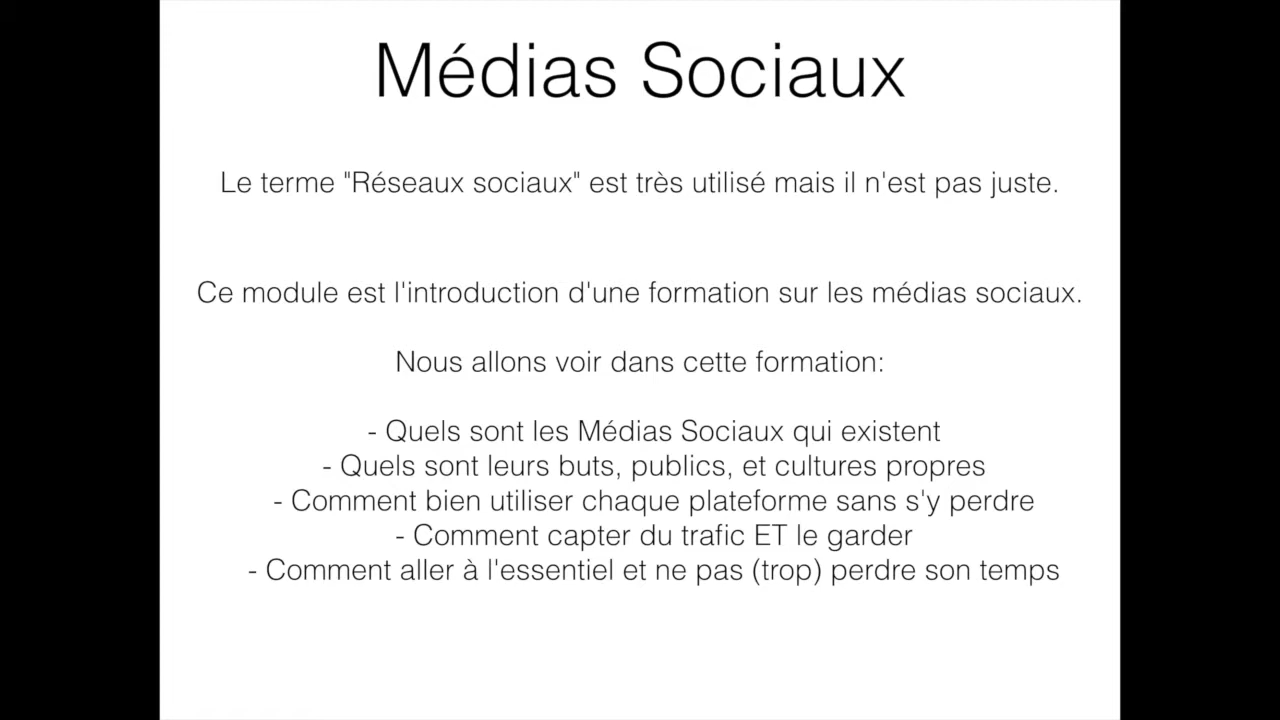 Médias Sociaux
Le terme "Réseaux sociaux" est très utilisé mais il n'est pas juste.
Ce module est l'introduction d'une formation sur les médias sociaux.
Nous allons voir dans cette formation:
- Quels sont les Médias Sociaux qui existent
- Quels sont leurs buts, publics, et cultures propres
- Comment bien utiliser chaque plateforme sans s'y perdre
- Comment capter du trafic ET le garder
- Comment aller à l'essentiel et ne pas (trop) perdre son temps